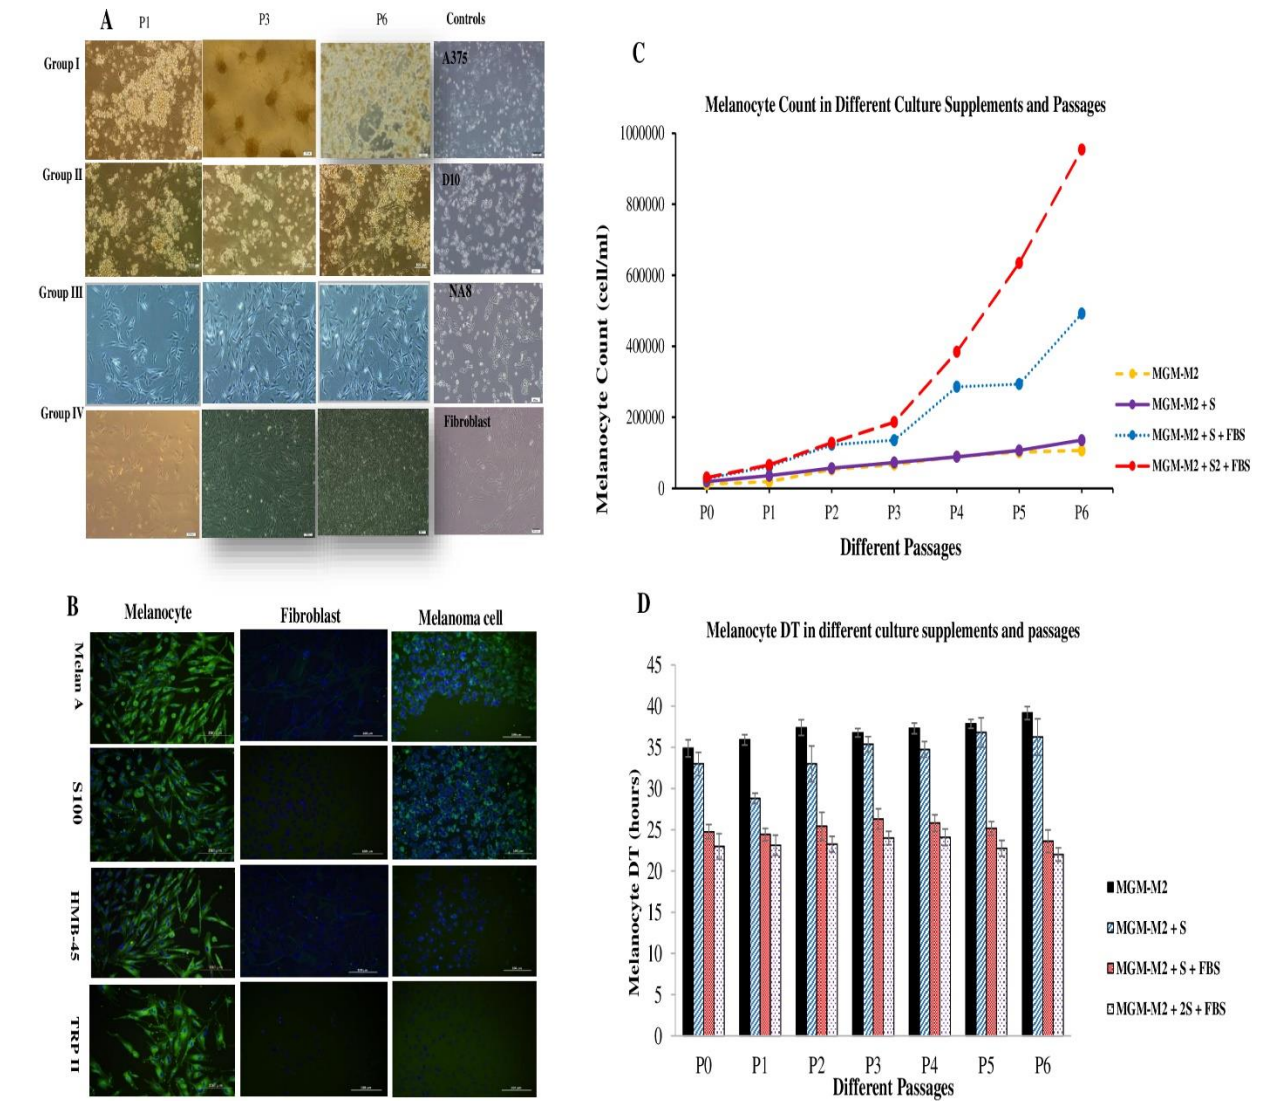 A
P1 P3 P6 Controls
Group I
A375
Group II
D10
Group III
NA8
Group IV
Fibroblast
B
Melanocyte Fibroblast Melanoma cell
Melan A
S 100
HMB-45
TRP II
C
Melanocyte Count in Different Culture Supplements and Passages
Melanocyte Count (cell/ml)
1000000
800000
600000
400000
200000
0
P0 P1 P2 P3 P4 P5 P6
Different Passages
MGM-M2
MGM-M2 + S
MGM-M2 + S + FBS
MGM-M2 + S2 + FBS
D
Melanocyte DT in different culture supplements and passages
Melanocyte DT (hours)
45
40
35
30
25
20
15
10
5
0
P0 P1 P2 P3 P4 P5 P6
Different Passages
MGM-M2
MGM-M2 + S
MGM-M2 + S + FBS
MGM-M2 + 2S + FBS